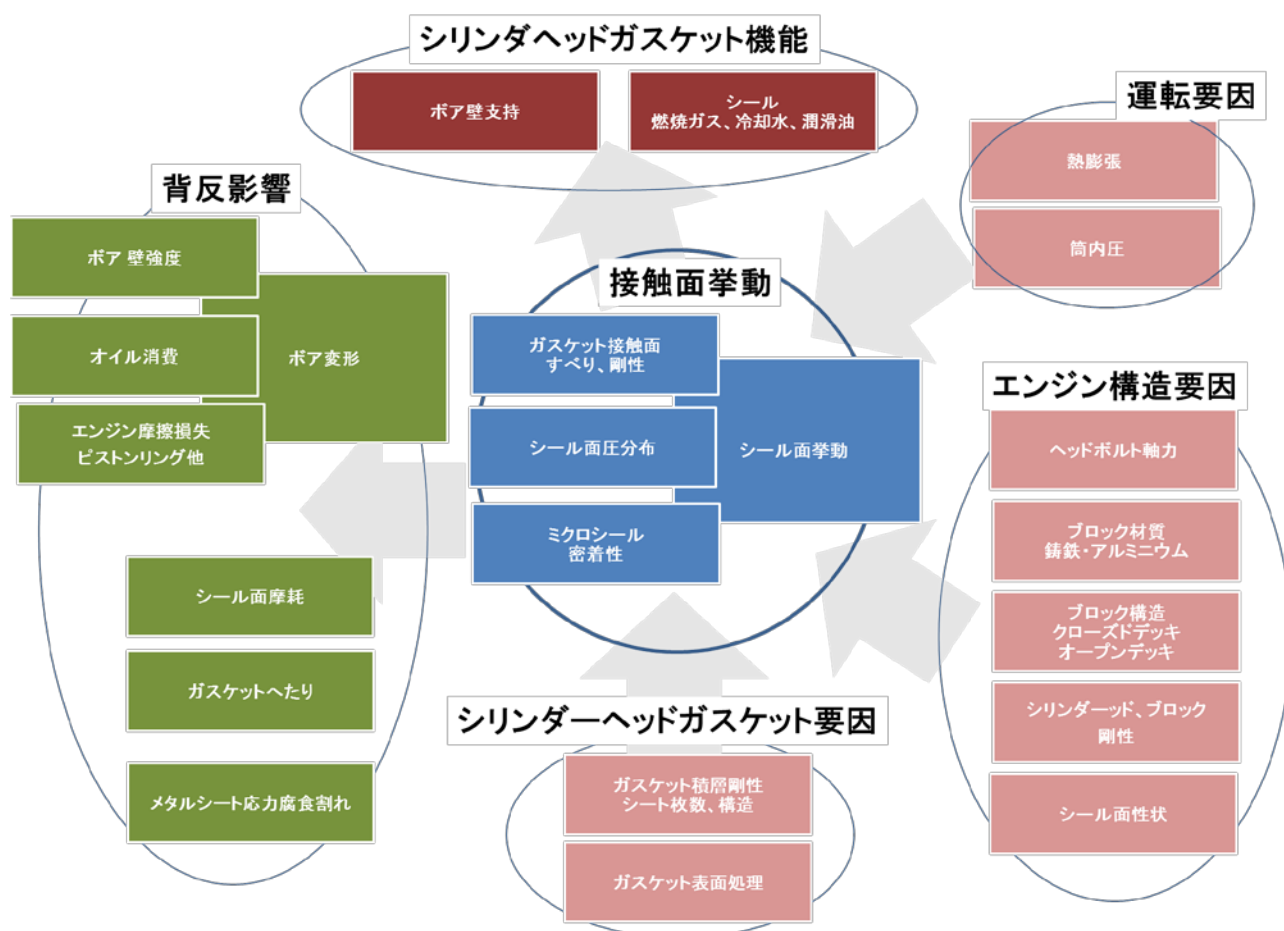 シリンダヘッドガスケット機能
ボア壁支持
シール
燃焼ガス、冷却水、潤滑油
運転要因
熱膨張
筒内圧
背反影響
ボア 壁強度
オイル消費
エンジン摩擦損失
ピストンリング他
ボア変形
シール面摩耗
ガスケットへたり
メタルシート応力腐食割れ
接触面挙動
ガスケット接触面
すべり、剛性
シール面圧分布
ミクロシール
密着性
シール面挙動
エンジン構造要因
ヘッドボルト軸力
ブロック材質
鋳鉄・アルミニウム
ブロック構造
クローズドデッキ
オープンデッキ
シリンダーッド、ブロック
剛性
シール面性状
シリンダーヘッドガスケット要因
ガスケット積層剛性
シート枚数、構造
ガスケット表面処理